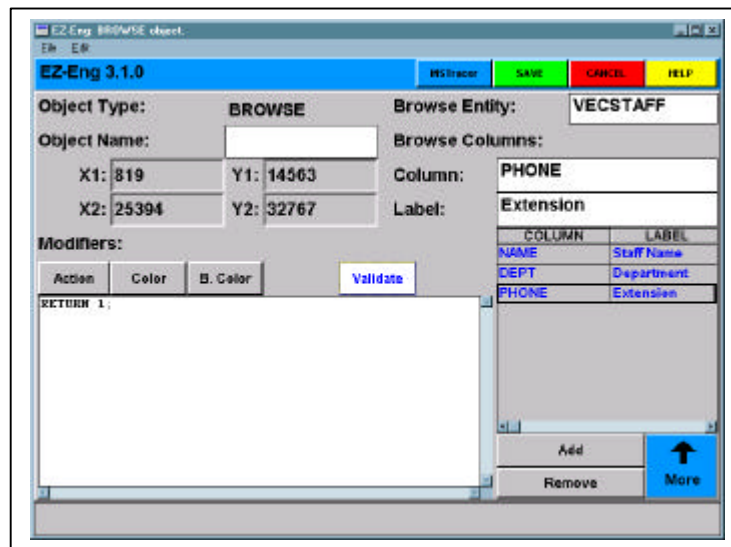 EZ-Eng BROWSE object.
File Edit
EZ-Eng 3.1.0 MSTracer SAVE CANCEL HELP
Object Type: BROWSE Browse Entity: VECSTAFF
Object Name: Browse Columns:
X1: 819 Y1: 14563 Column: PHONE
X2: 25394 Y2: 32767 Label: Extension
Modifiers:
COLUMN LABEL
NAME Staff Name
DEPT Department
PHONE Extension
Action Color B. Color Validate
RETURN 1;
Add
Remove
More